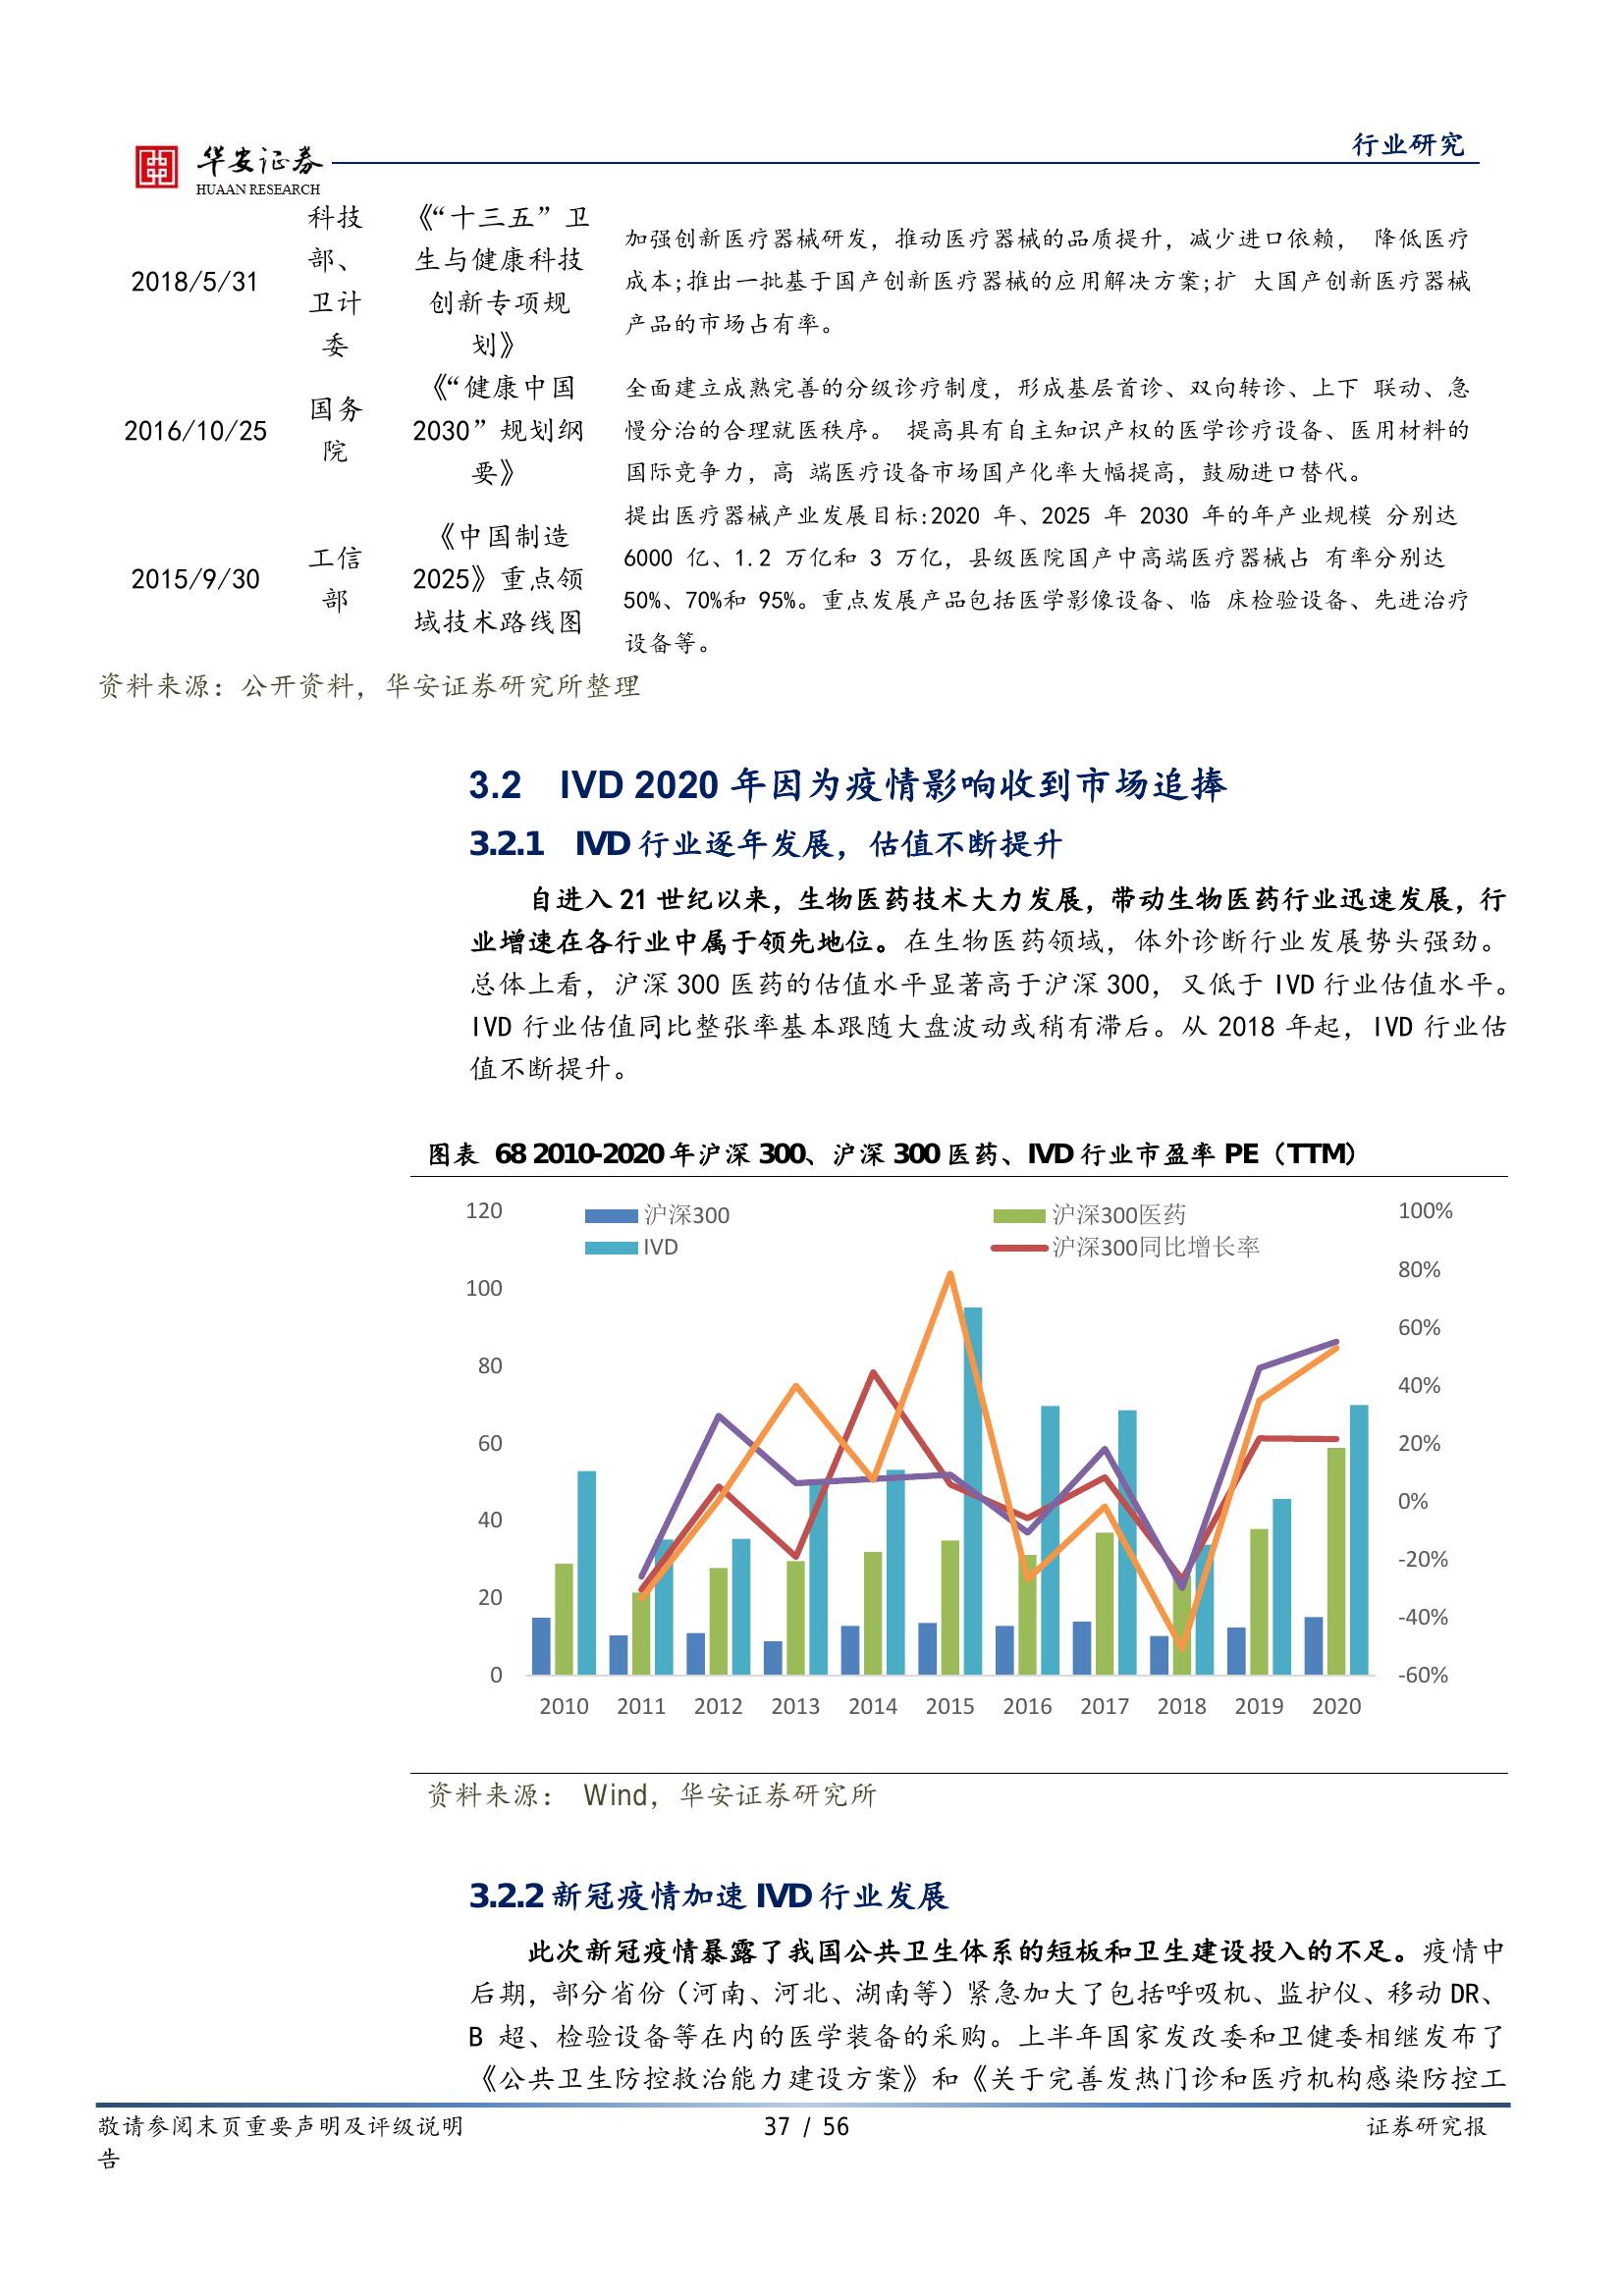 行业研究
华安证券
HUAAN RESEARCH
2018/5/31
科技
部、
卫计
委
《“十三五”卫
生与健康科技
创新专项规
划》
加强创新医疗器械研发，推动医疗器械的品质提升，减少进口依赖， 降低医疗
成本;推出一批基于国产创新医疗器械的应用解决方案;扩 大国产创新医疗器械
产品的市场占有率。
2016/10/25
国务
院
《“健康中国
2030”规划纲
要》
全面建立成熟完善的分级诊疗制度，形成基层首诊、双向转诊、上下 联动、急
慢分治的合理就医秩序。 提高具有自主知识产权的医学诊疗设备、医用材料的
国际竞争力，高 端医疗设备市场国产化率大幅提高，鼓励进口替代。
2015/9/30
工信
部
《中国制造
2025》重点领
域技术路线图
提出医疗器械产业发展目标:2020 年、2025 年 2030 年的年产业规模 分别达
6000 亿、1.2 万亿和 3 万亿，县级医院国产中高端医疗器械占 有率分别达
50%、70%和 95%。重点发展产品包括医学影像设备、临 床检验设备、先进治疗
设备等。
资料来源：公开资料，华安证券研究所整理
3.2 IVD 2020 年因为疫情影响收到市场追捧
3.2.1 IVD 行业逐年发展，估值不断提升
自进入 21 世纪以来，生物医药技术大力发展，带动生物医药行业迅速发展，行
业增速在各行业中属于领先地位。在生物医药领域，体外诊断行业发展势头强劲。
总体上看，沪深 300 医药的估值水平显著高于沪深 300，又低于 IVD 行业估值水平。
IVD 行业估值同比整张率基本跟随大盘波动或稍有滞后。从 2018 年起，IVD 行业估
值不断提升。
图表 68 2010-2020 年沪深 300、沪深 300 医药、IVD 行业市盈率 PE（TTM）
沪深300
沪深300医药
IVD
沪深300同比增长率
120
100
80
60
40
20
0
100%
80%
60%
40%
20%
0%
-20%
-40%
-60%
2010 2011 2012 2013 2014 2015 2016 2017 2018 2019 2020
资料来源： Wind，华安证券研究所
3.2.2 新冠疫情加速 IVD 行业发展
此次新冠疫情暴露了我国公共卫生体系的短板和卫生建设投入的不足。疫情中
后期，部分省份（河南、河北、湖南等）紧急加大了包括呼吸机、监护仪、移动 DR、
B 超、检验设备等在内的医学装备的采购。上半年国家发改委和卫健委相继发布了
《公共卫生防控救治能力建设方案》和《关于完善发热门诊和医疗机构感染防控工
敬请参阅末页重要声明及评级说明 37 / 56 证券研究报
告